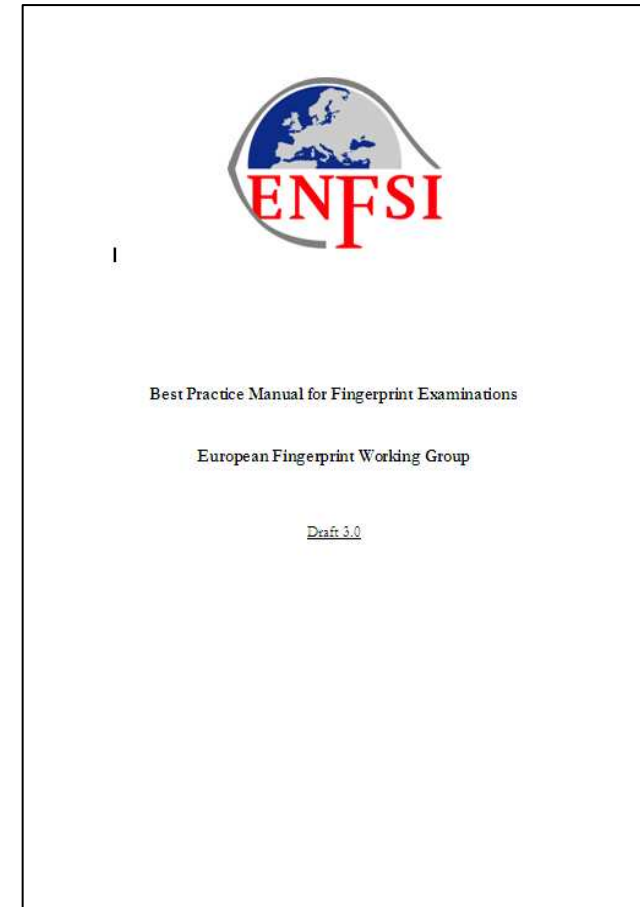 ENFSI
Best Practice Manual for Fingerprint Examinations
European Fingerprint Working Group
Draft 3.0